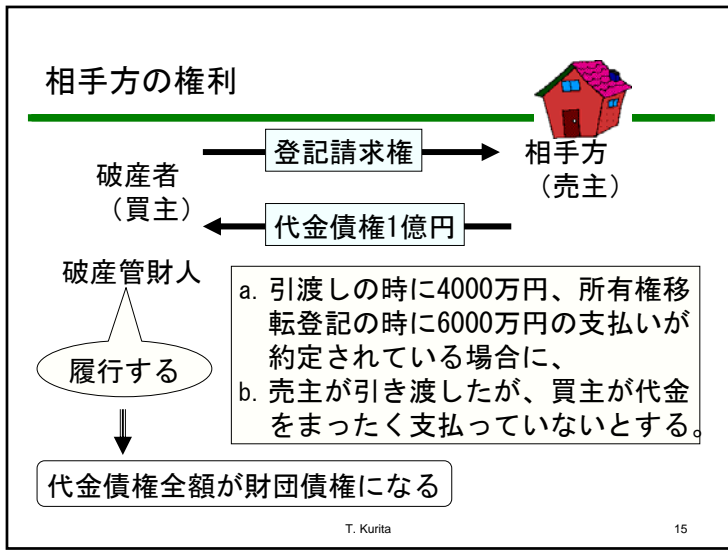 相手方の権利
登記請求権
破産者
（買主）
相手方
（売主）
代金債権1億円
破産管財人
履行する
a. 引渡しの時に4000万円、所有権移
転登記の時に6000万円の支払いが
約定されている場合に、
b. 売主が引き渡したが、買主が代金
をまったく支払っていないとする。
代金債権全額が財団債権になる
T. Kurita
15